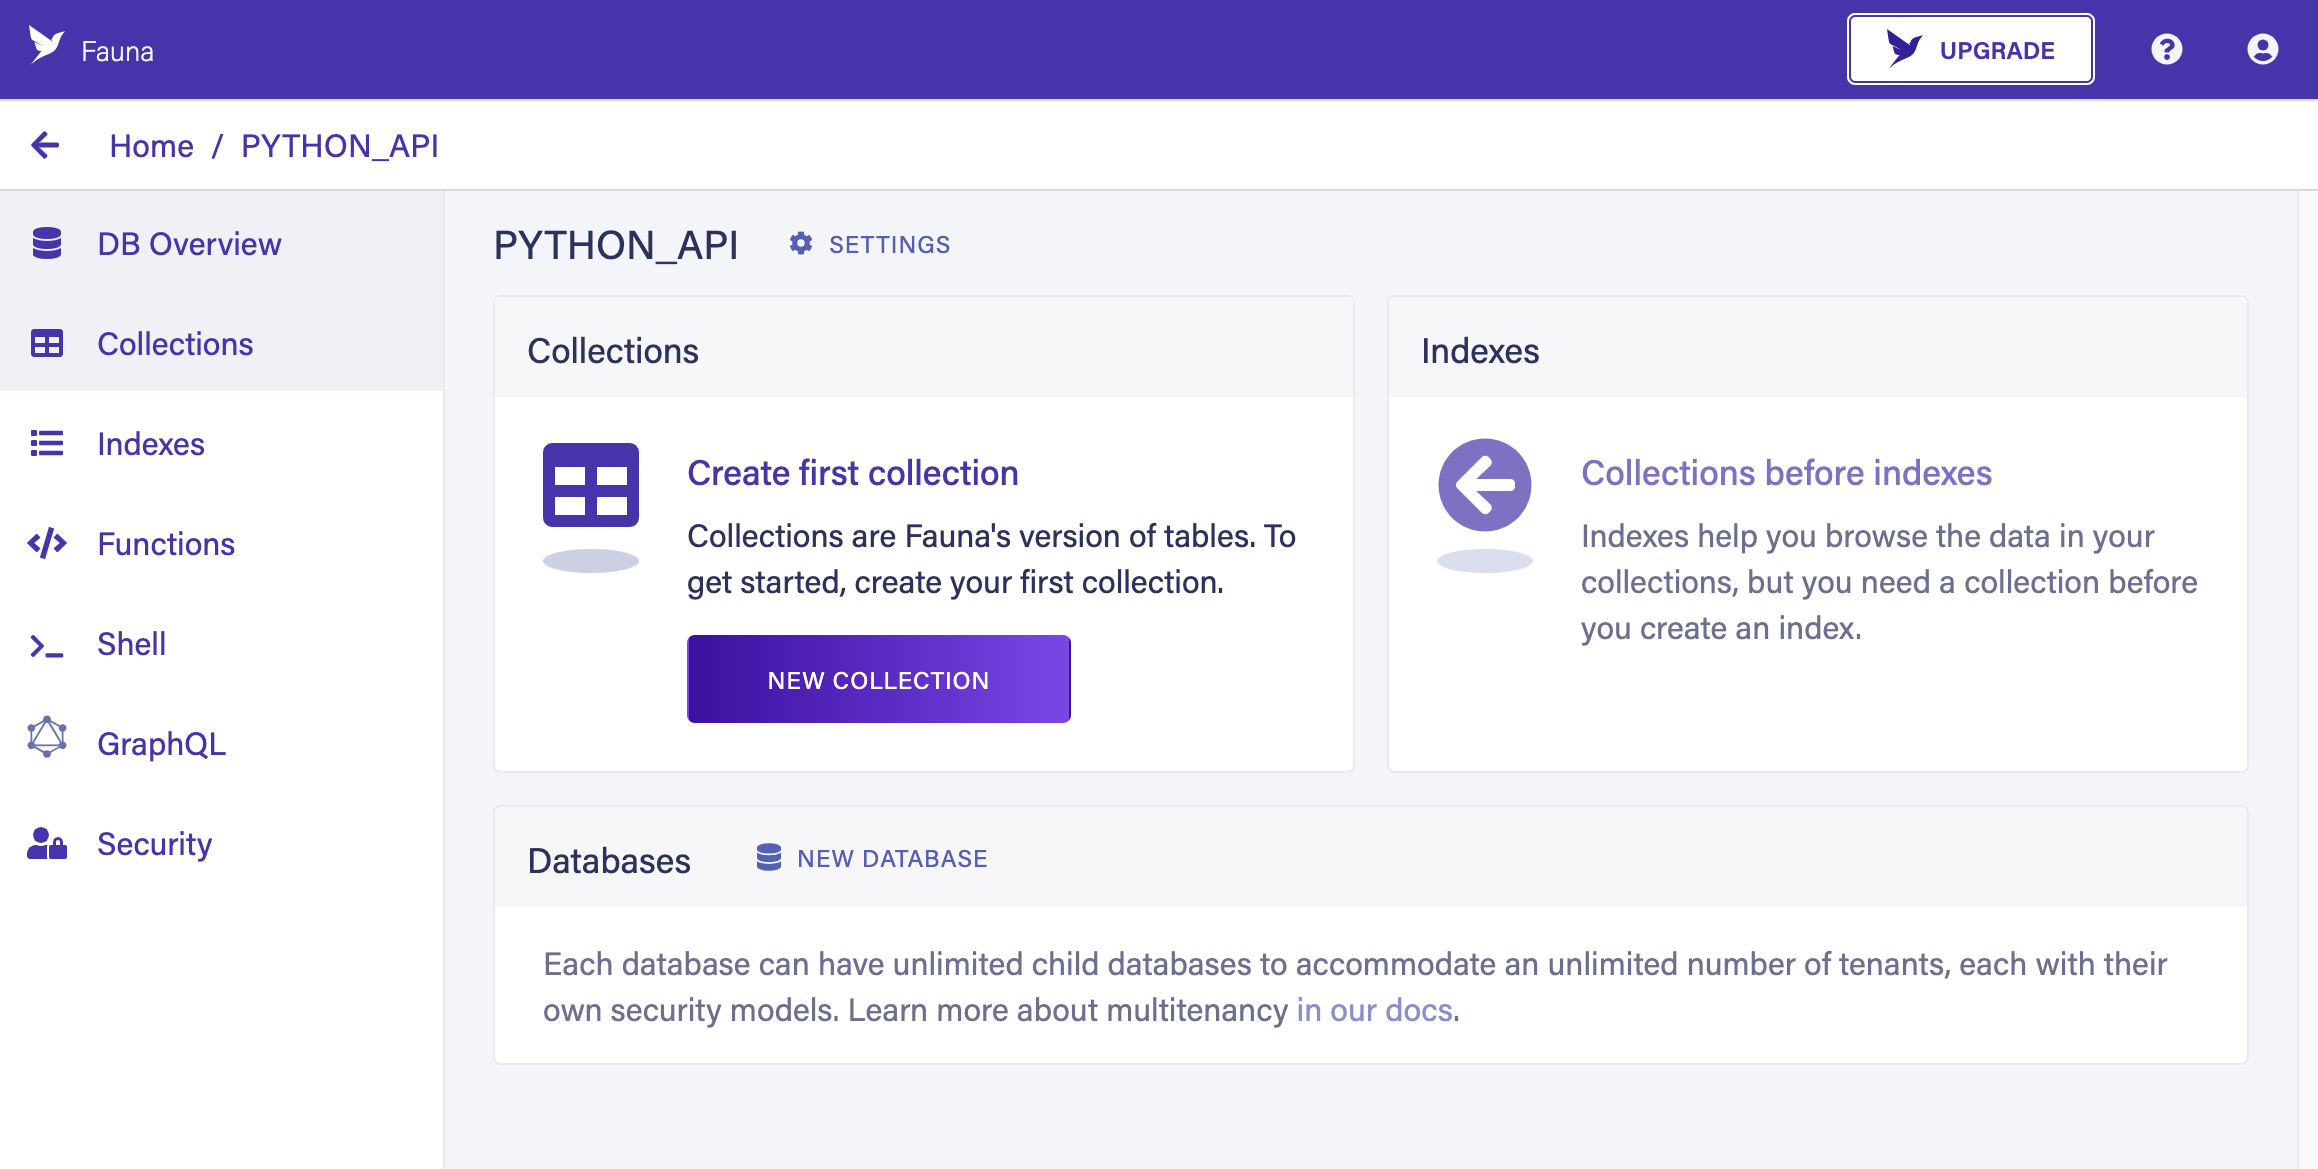 Fauna
UPGRADE
Home / PYTHON_API
DB Overview
Collections
Indexes
Functions
Shell
GraphQL
Security
PYTHON_API
SETTINGS
Collections
Create first collection
Collections are Fauna's version of tables. To
get started, create your first collection.
NEW COLLECTION
Indexes
Collections before indexes
Indexes help you browse the data in your
collections, but you need a collection before
you create an index.
Databases
NEW DATABASE
Each database can have unlimited child databases to accommodate an unlimited number of tenants, each with their
own security models. Learn more about multitenancy in our docs.